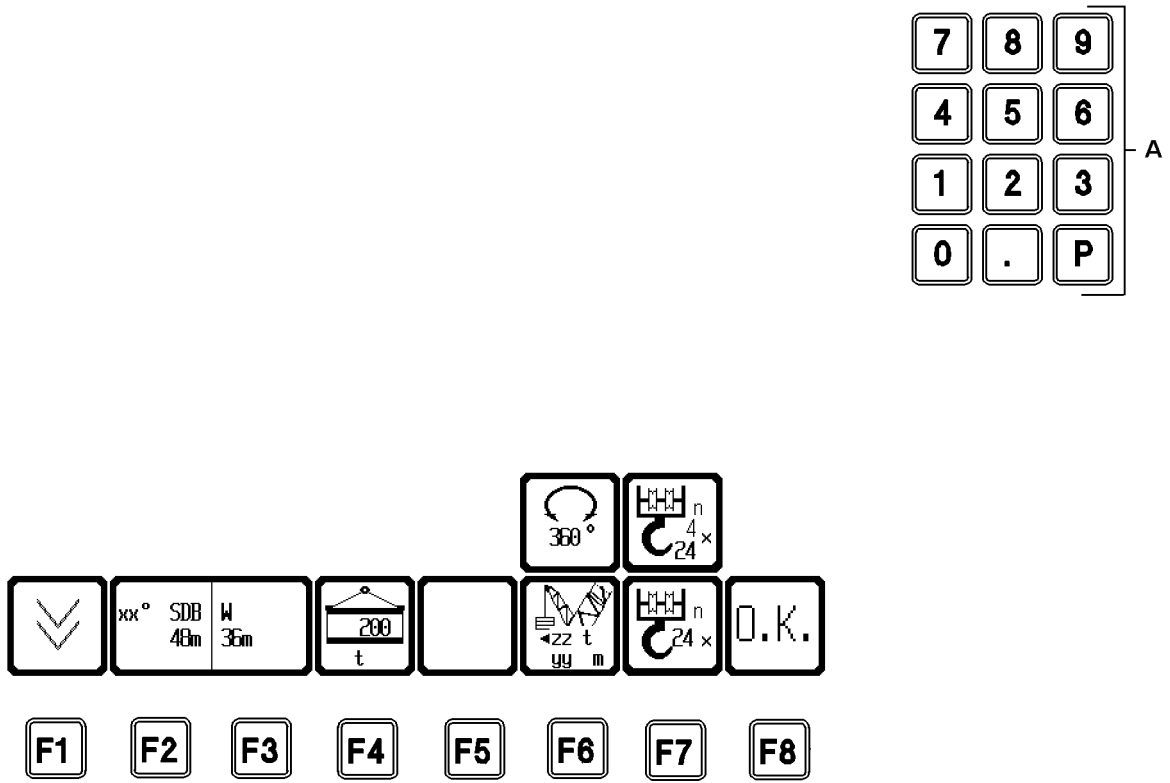 7 8 9
A
4 5 6
1 2 3
0 . P
360°
n
4
24 ×
xx° SDB W
48m 36m
200
t
◄zz t
yy m
n
24 ×
O.K.
F1 F2 F3 F4 F5 F6 F7 F8